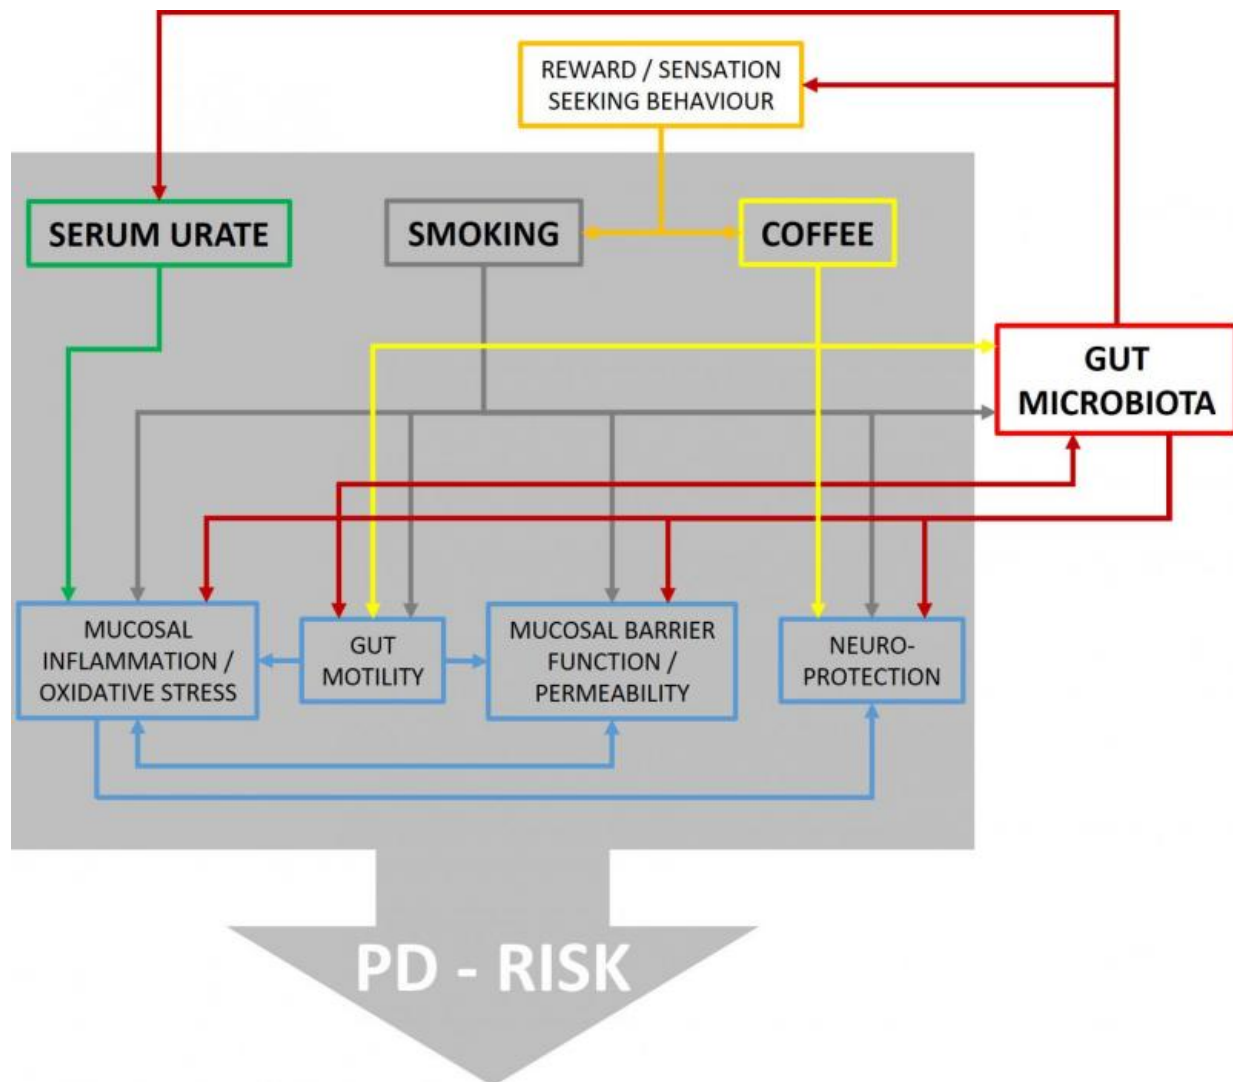 REWARD / SENSATION
SEEKING BEHAVIOUR
SERUM URATE
SMOKING
COFFEE
GUT
MICROBIOTA
MUCOSAL
INFLAMMATION /
OXIDATIVE STRESS
GUT
MOTILITY
MUCOSAL BARRIER
FUNCTION /
PERMEABILITY
NEURO-
PROTECTION
PD - RISK